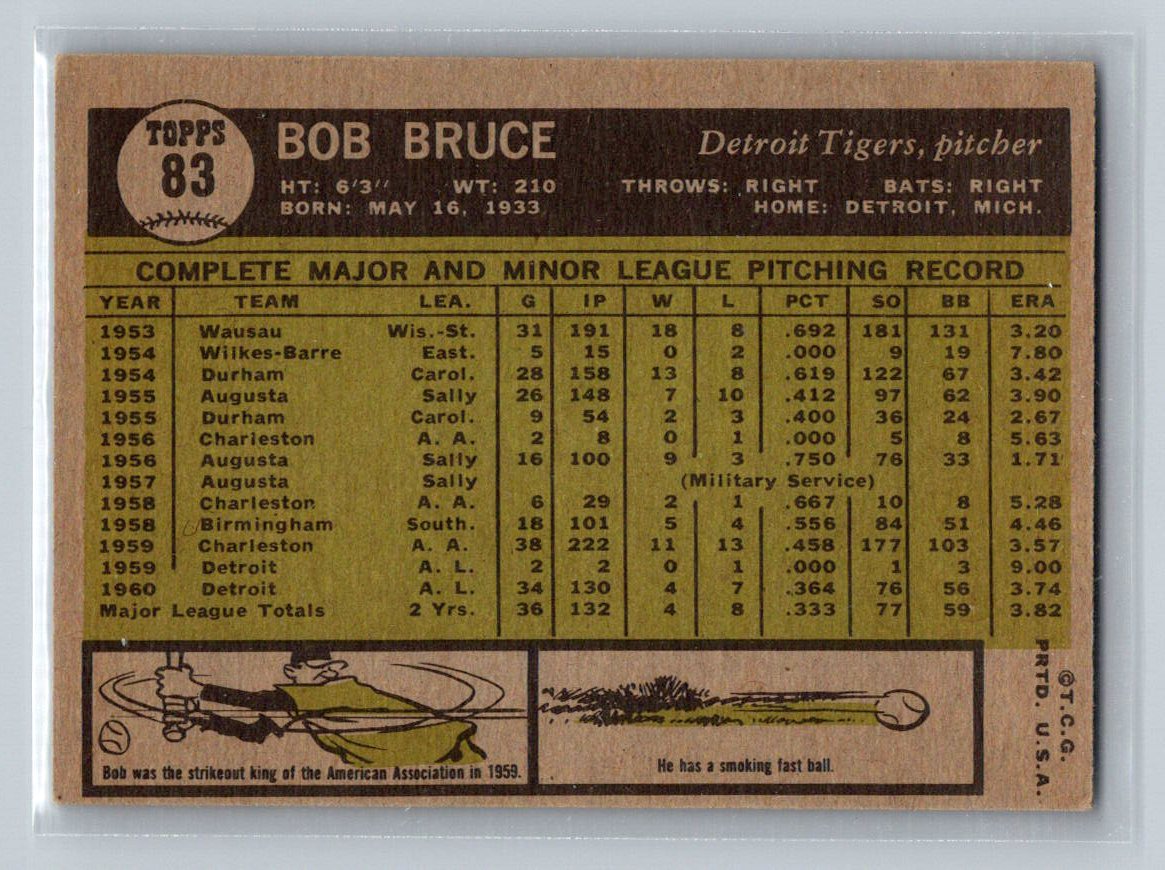 TOPPS
83
BOB BRUCE
Detroit Tigers, pitcher
HT: 6'3" WT: 210 THROWS: RIGHT BATS: RIGHT
BORN: MAY 16, 1933 HOME: DETROIT, MICH.
COMPLETE MAJOR AND MINOR LEAGUE PITCHING RECORD
YEAR TEAM LEA. G IP W L PCT SO BB ERA
1953 Wausau Wis.-St. 31 191 18 8 .692 181 131 3.20
1954 Wilkes-Barre East. 5 15 0 2 .000 9 19 7.80
1954 Durham Carol. 28 158 13 8 .619 122 67 3.42
1955 Augusta Sally 26 148 7 10 .412 97 62 3.90
1955 Durham Carol. 9 54 2 3 .400 36 24 2.67
1956 Charleston A. A. 2 8 0 1 .000 5 8 5.63
1956 Augusta Sally 16 100 9 3 .750 76 33 1.71
1957 Augusta Sally (Military Service)
1958 Charleston A. A. 6 29 2 1 .667 10 8 5.28
1958 Birmingham South. 18 101 5 4 .556 84 51 4.46
1959 Charleston A. A. 38 222 11 13 .458 177 103 3.57
1959 Detroit A. L. 2 2 0 1 .000 1 3 9.00
1960 Detroit A. L. 34 130 4 7 .364 76 56 3.74
Major League Totals 2 Yrs. 36 132 4 8 .333 77 59 3.82
Bob was the strikeout king of the American Association in 1959.
He has a smoking fast ball.
©T.C.G.
PRTD. U.S.A.